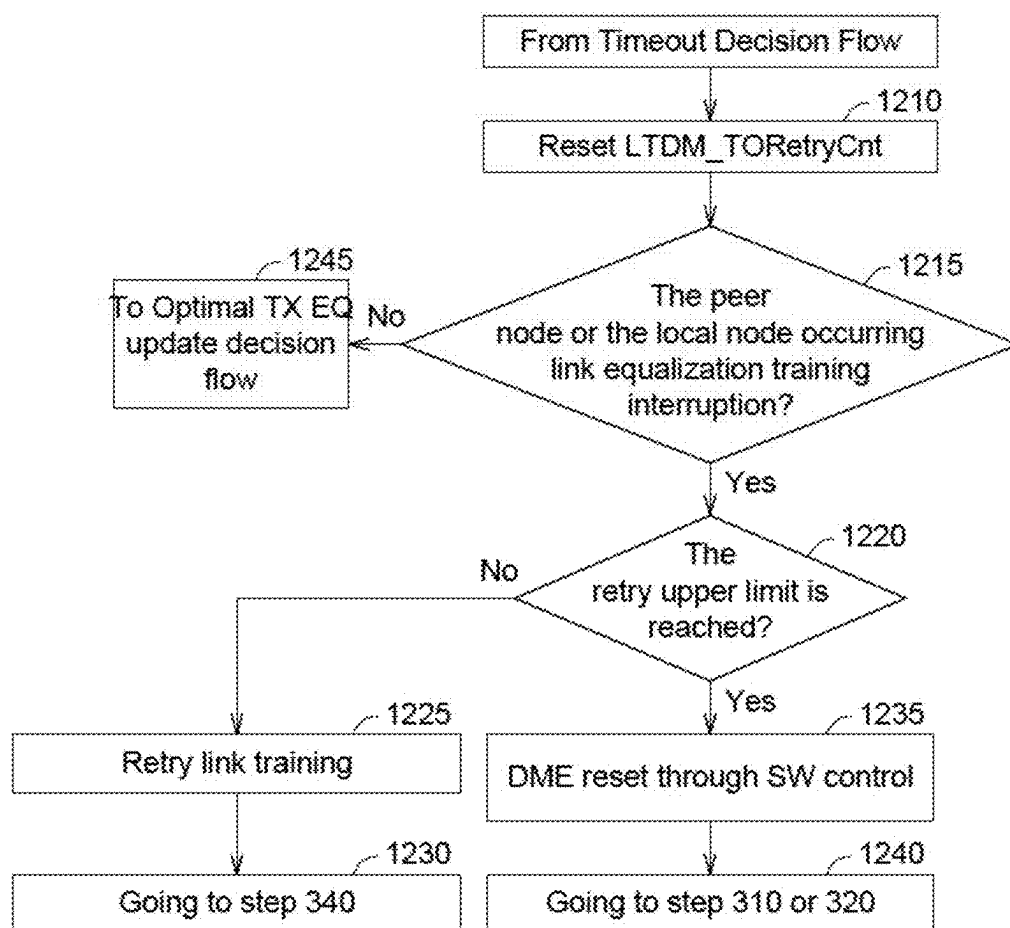 From Timeout Decision Flow
1210
Reset LTDM_TORetryCnt
1215
The peer
node or the local node occurring
link equalization training
interruption?
1245
To Optimal TX EQ
update decision
flow
No
Yes
1220
The
retry upper limit is
reached?
No
Yes
1225
Retry link training
1235
DME reset through SW control
1230
Going to step 340
1240
Going to step 310 or 320